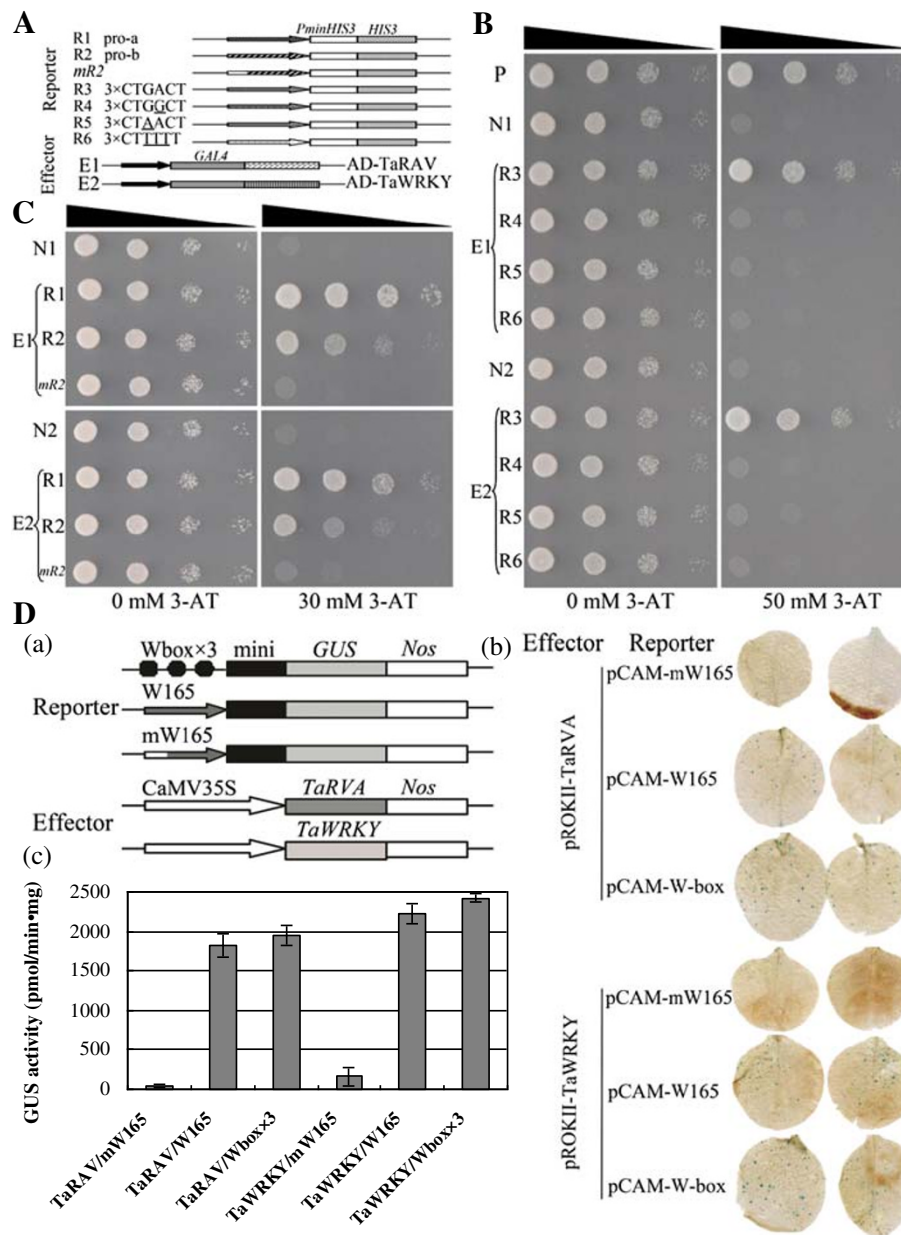 A
PminHIS3 HIS3
Reporter
R1 pro-a
R2 pro-b
mR2
R3 3×CTGACT
R4 3×CTGGCT
R5 3×CTAACT
R6 3×CTTTTT
Effector
GAL4
E1 AD-TaRAV
E2 AD-TaWRKY
B
P
N1
E1
R3
R4
R5
R6
N2
E2
R3
R4
R5
R6
0 mM 3-AT 50 mM 3-AT
C
N1
E1
R1
R2
mR2
N2
E2
R1
R2
mR2
0 mM 3-AT 30 mM 3-AT
D
(a)
Wbox×3 mini GUS Nos
Reporter
W165
mW165
CaMV35S TaRVA Nos
Effector
TaWRKY
(b)
Effector Reporter
pROKII-TaRVA
pCAM-mW165
pCAM-W165
pCAM-W-box
pROKII-TaWRKY
pCAM-mW165
pCAM-W165
pCAM-W-box
(c)
GUS activity (pmol/min•mg)
2500
2000
1500
1000
500
0
TaRAV/mW165
TaRAV/W165
TaRAV/Wbox×3
TaWRKY/mW165
TaWRKY/W165
TaWRKY/Wbox×3